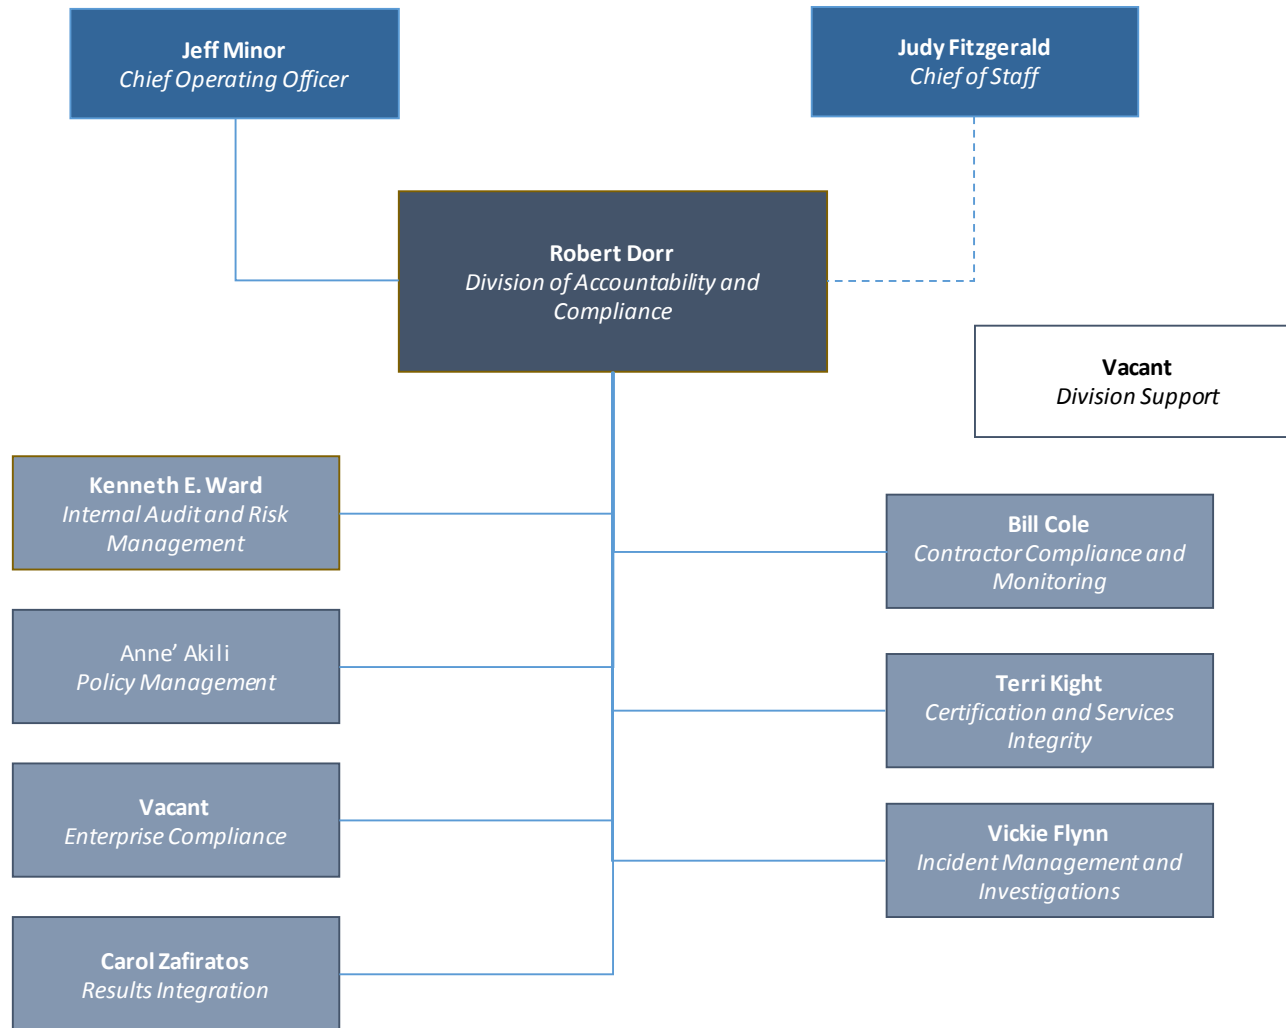 Jeff Minor
Chief Operating Officer
Judy Fitzgerald
Chief of Staff
Robert Dorr
Division of Accountability and
Compliance
Vacant
Division Support
Kenneth E. Ward
Internal Audit and Risk
Management
Anne’ Akili
Policy Management
Vacant
Enterprise Compliance
Carol Zafiratos
Results Integration
Bill Cole
Contractor Compliance and
Monitoring
Terri Kight
Certification and Services
Integrity
Vickie Flynn
Incident Management and
Investigations